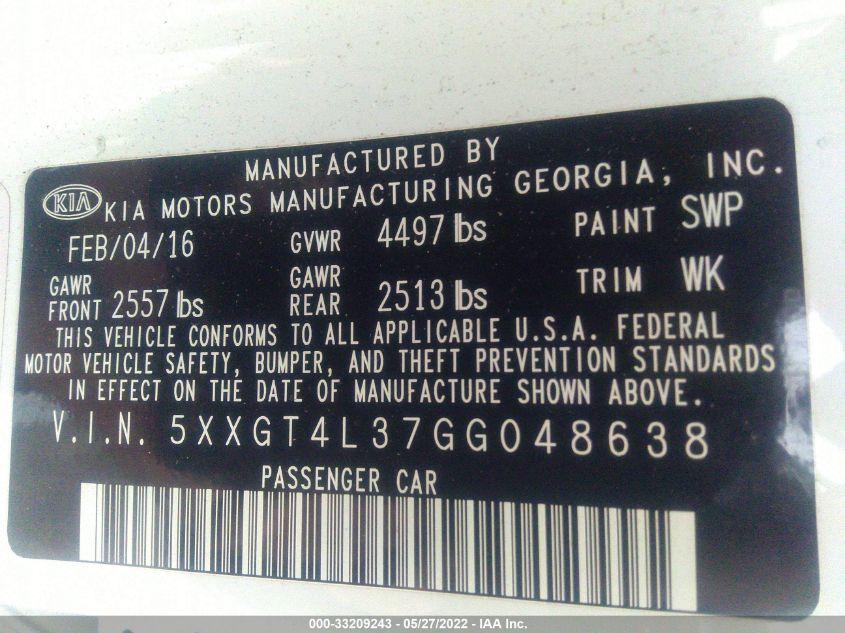 MANUFACTURED BY
KIA KIA MOTORS MANUFACTURING GEORGIA, INC.
FEB/04/16 GVWR 4497 lbs PAINT SWP
GAWR FRONT 2557 lbs GAWR REAR 2513 lbs TRIM WK
THIS VEHICLE CONFORMS TO ALL APPLICABLE U.S.A. FEDERAL
MOTOR VEHICLE SAFETY, BUMPER, AND THEFT PREVENTION STANDARDS
IN EFFECT ON THE DATE OF MANUFACTURE SHOWN ABOVE.
V.I.N. 5XXGT4L37GG048638
PASSENGER CAR
000-33209243 - 05/27/2022 - IAA Inc.